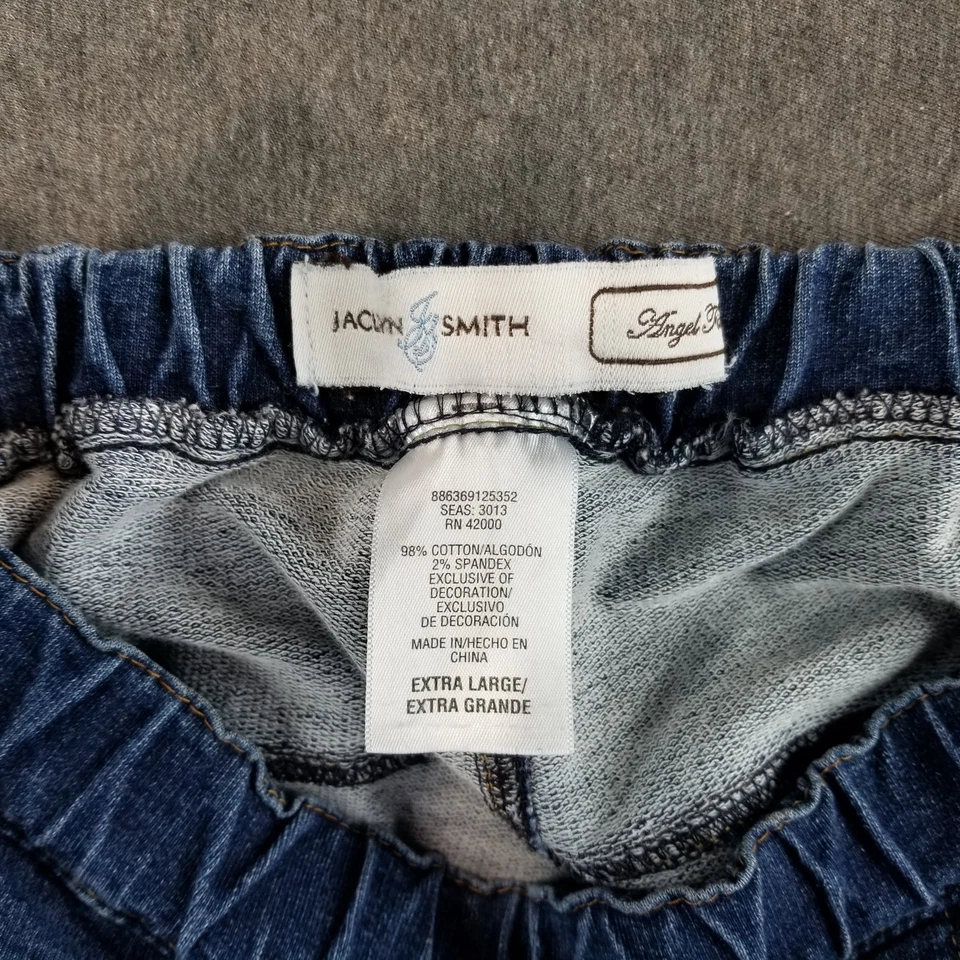 JACLYN SMITH
Angel
886369125352
SEAS: 3013
RN 42000
98% COTTON/ALGODÓN
2% SPANDEX
EXCLUSIVE OF
DECORATION/
EXCLUSIVO
DE DECORACIÓN
MADE IN/HECHO EN
CHINA
EXTRA LARGE/
EXTRA GRANDE